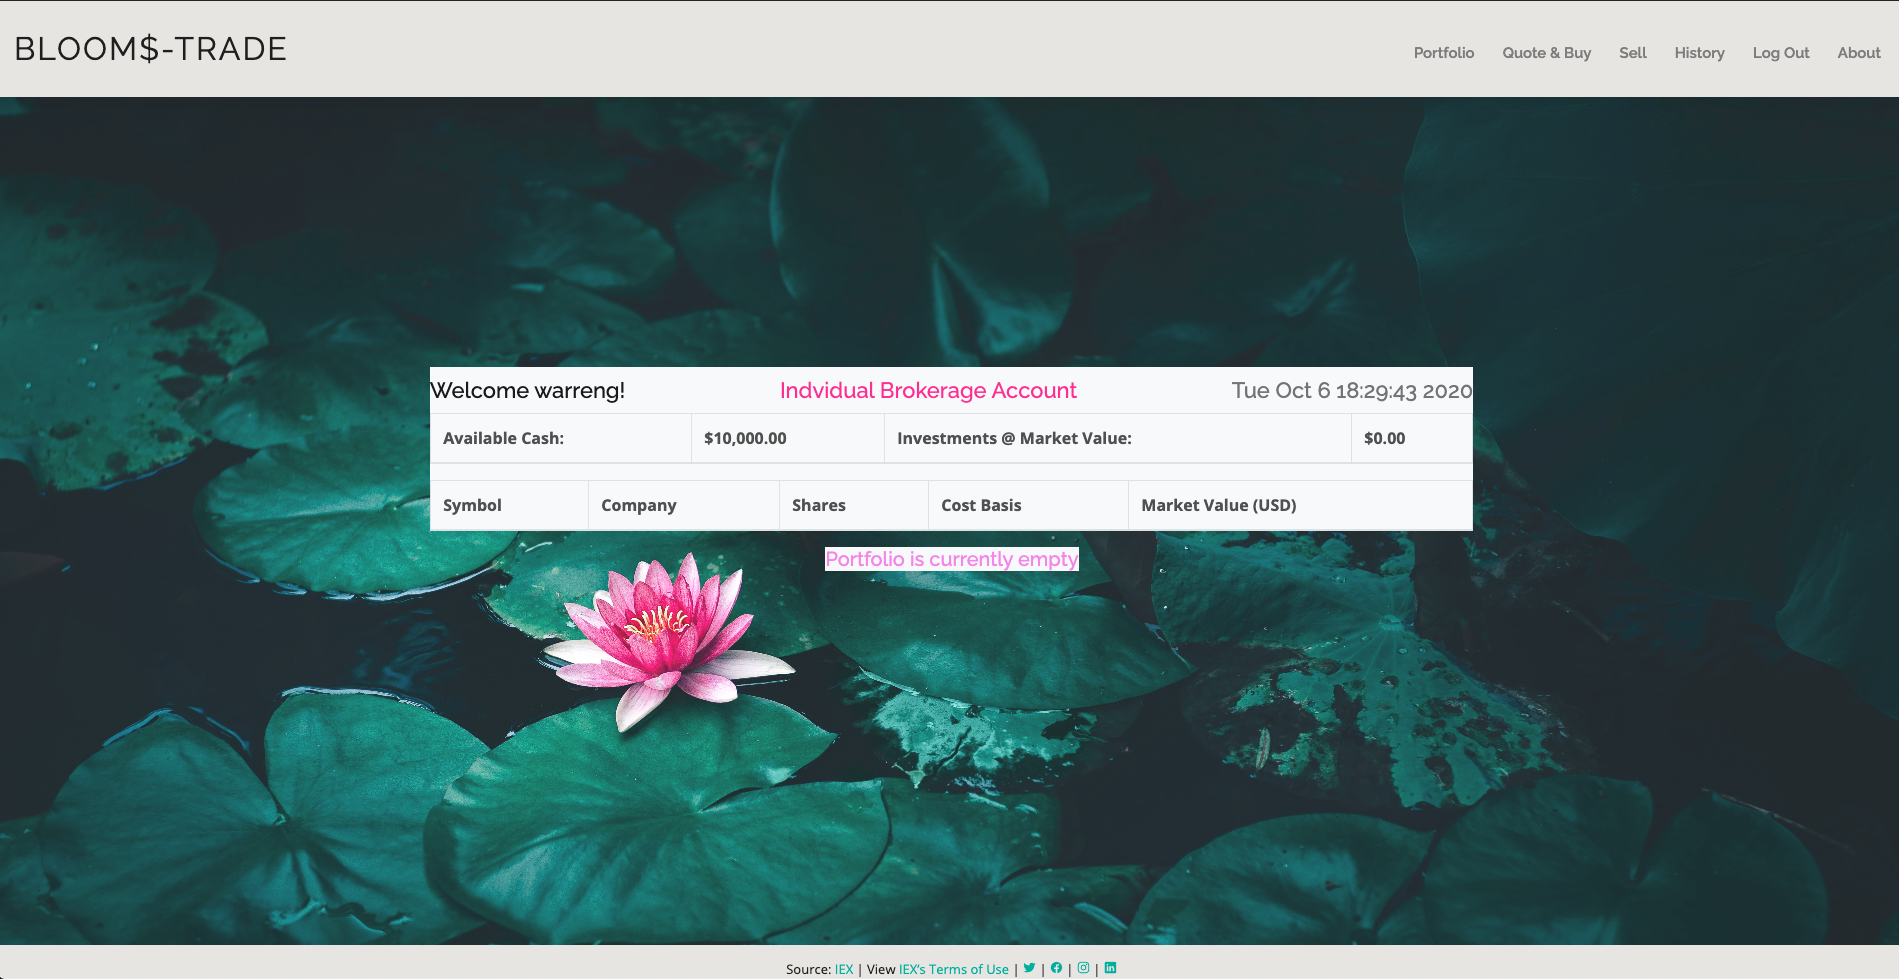 BLOOM$-TRADE
Portfolio Quote & Buy Sell History Log Out About
Welcome warreng! Indvidual Brokerage Account Tue Oct 6 18:29:43 2020
Available Cash: $10,000.00 Investments @ Market Value: $0.00
Symbol Company Shares Cost Basis Market Value (USD)
Portfolio is currently empty
Source: IEX | View IEX's Terms of Use | | | |